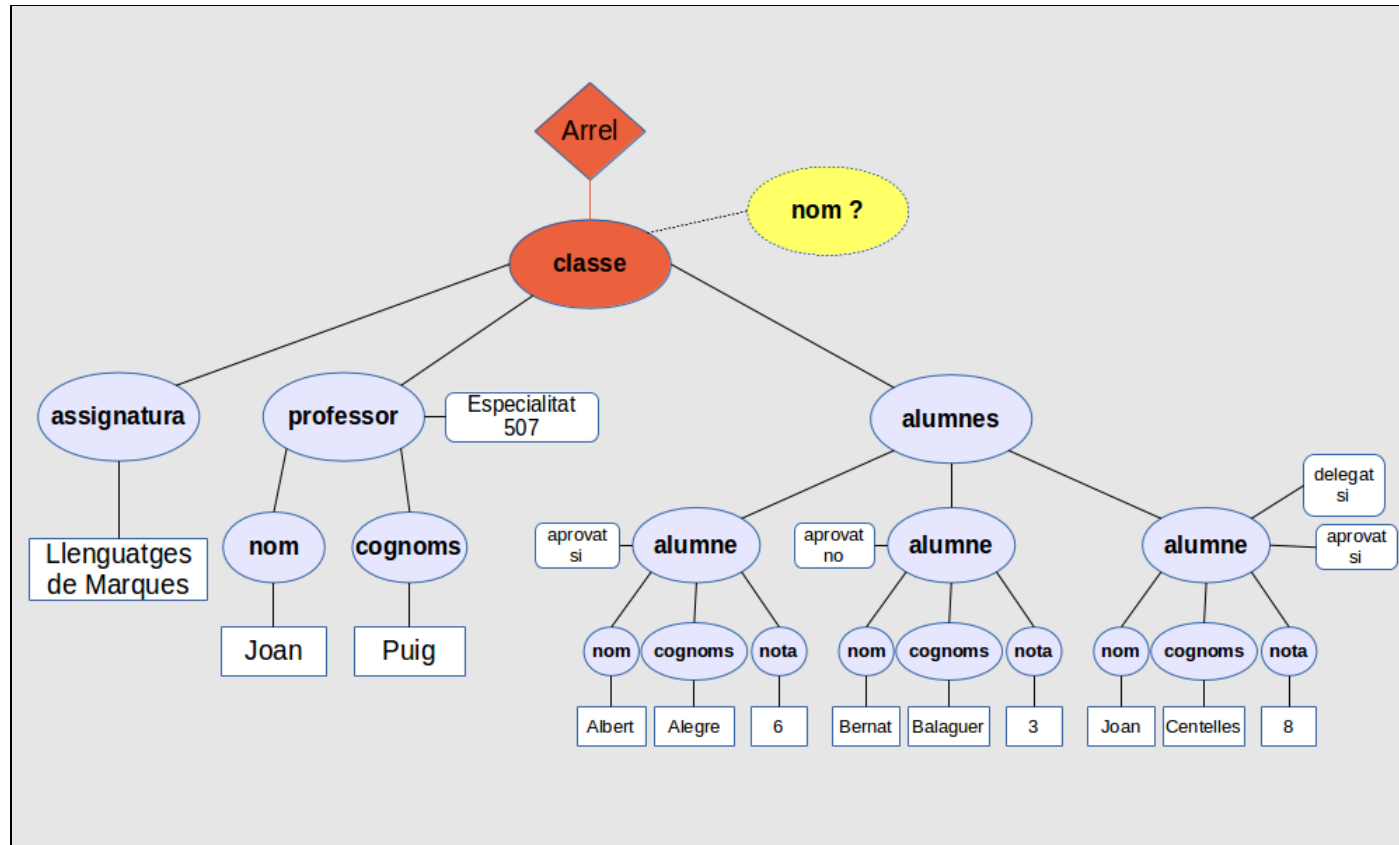 Arrel
nom ?
classe
assignatura
professor
Especialitat
507
alumnes
delegat
si
nom
cognoms
aprovat
si
alumne
aprovat
no
alumne
alumne
aprovat
si
Llenguatges
de Marques
Joan
Puig
nom
cognoms
nota
nom
cognoms
nota
nom
cognoms
nota
Albert
Alegre
6
Bernat
Balaguer
3
Joan
Centelles
8